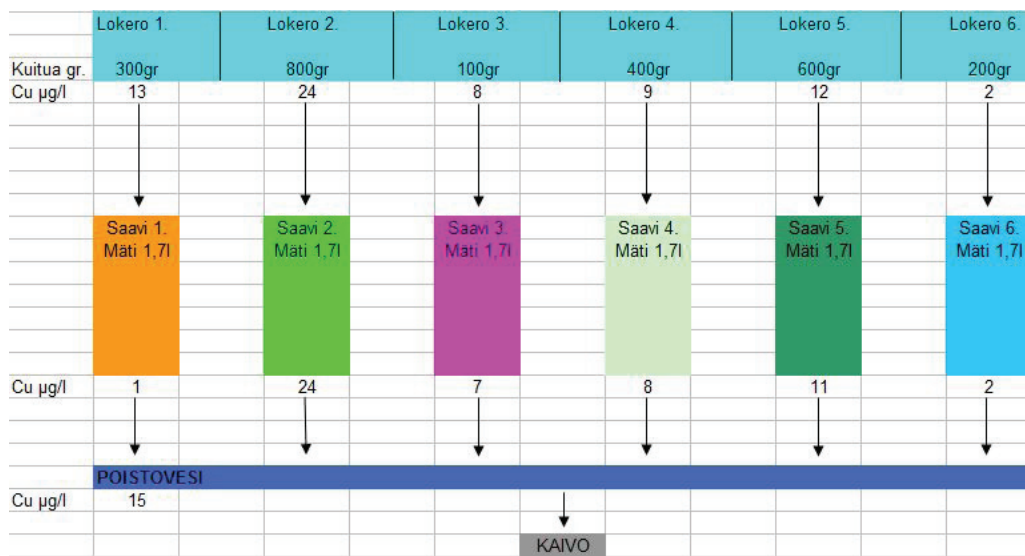 Lokero 1. Lokero 2. Lokero 3. Lokero 4. Lokero 5. Lokero 6.
Kuitua gr. 300gr 800gr 100gr 400gr 600gr 200gr
Cu µg/l 13 24 8 9 12 2
Saavi 1. Saavi 2. Saavi 3. Saavi 4. Saavi 5. Saavi 6.
Mäti 1,7l Mäti 1,7l Mäti 1,7l Mäti 1,7l Mäti 1,7l Mäti 1,7l
Cu µg/l 1 24 7 8 11 2
POISTOVESI
Cu µg/l 15
KAIVO